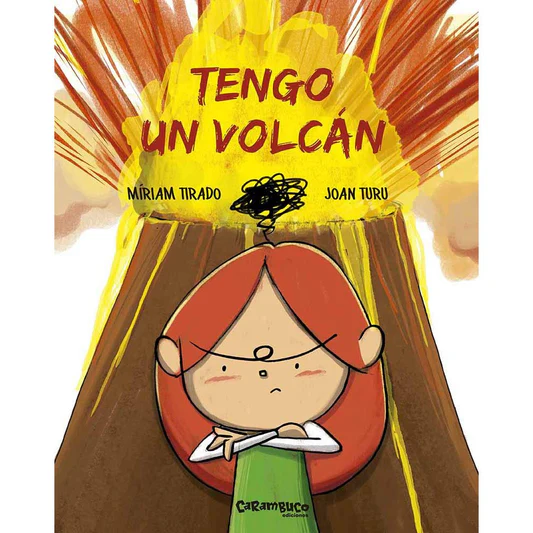 TENGO
UN VOLCÁN
MÍRIAM TIRADO JOAN TURU
CARAMBUCO
ediciones